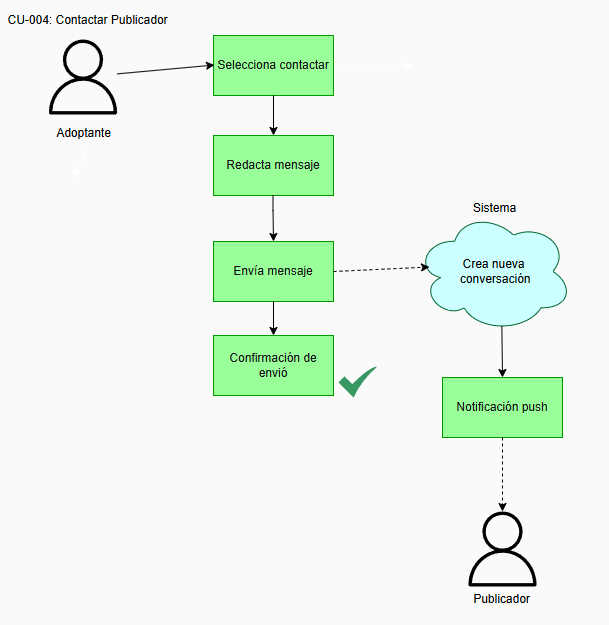 CU-004: Contactar Publicador
Selecciona contactar
Adoptante
Redacta mensaje
Sistema
Envía mensaje
Crea nueva
conversación
Confirmación de
envió
Notificación push
Publicador